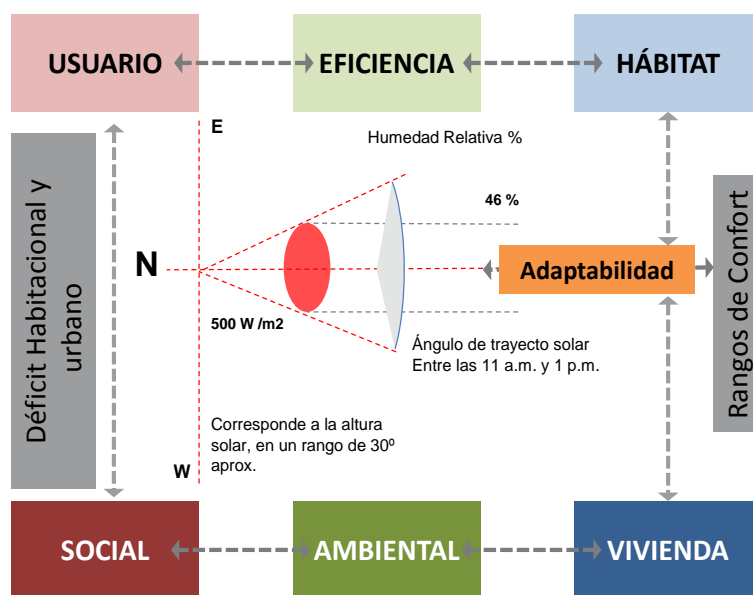 USUARIO
EFICIENCIA
HÁBITAT
E
Humedad Relativa %
46 %
Déficit Habitacional y
urbano
N
Adaptabilidad
Rangos de Confort
500 W /m2
Ángulo de trayecto solar
Entre las 11 a.m. y 1 p.m.
Corresponde a la altura
solar, en un rango de 30º
aprox.
W
SOCIAL
AMBIENTAL
VIVIENDA